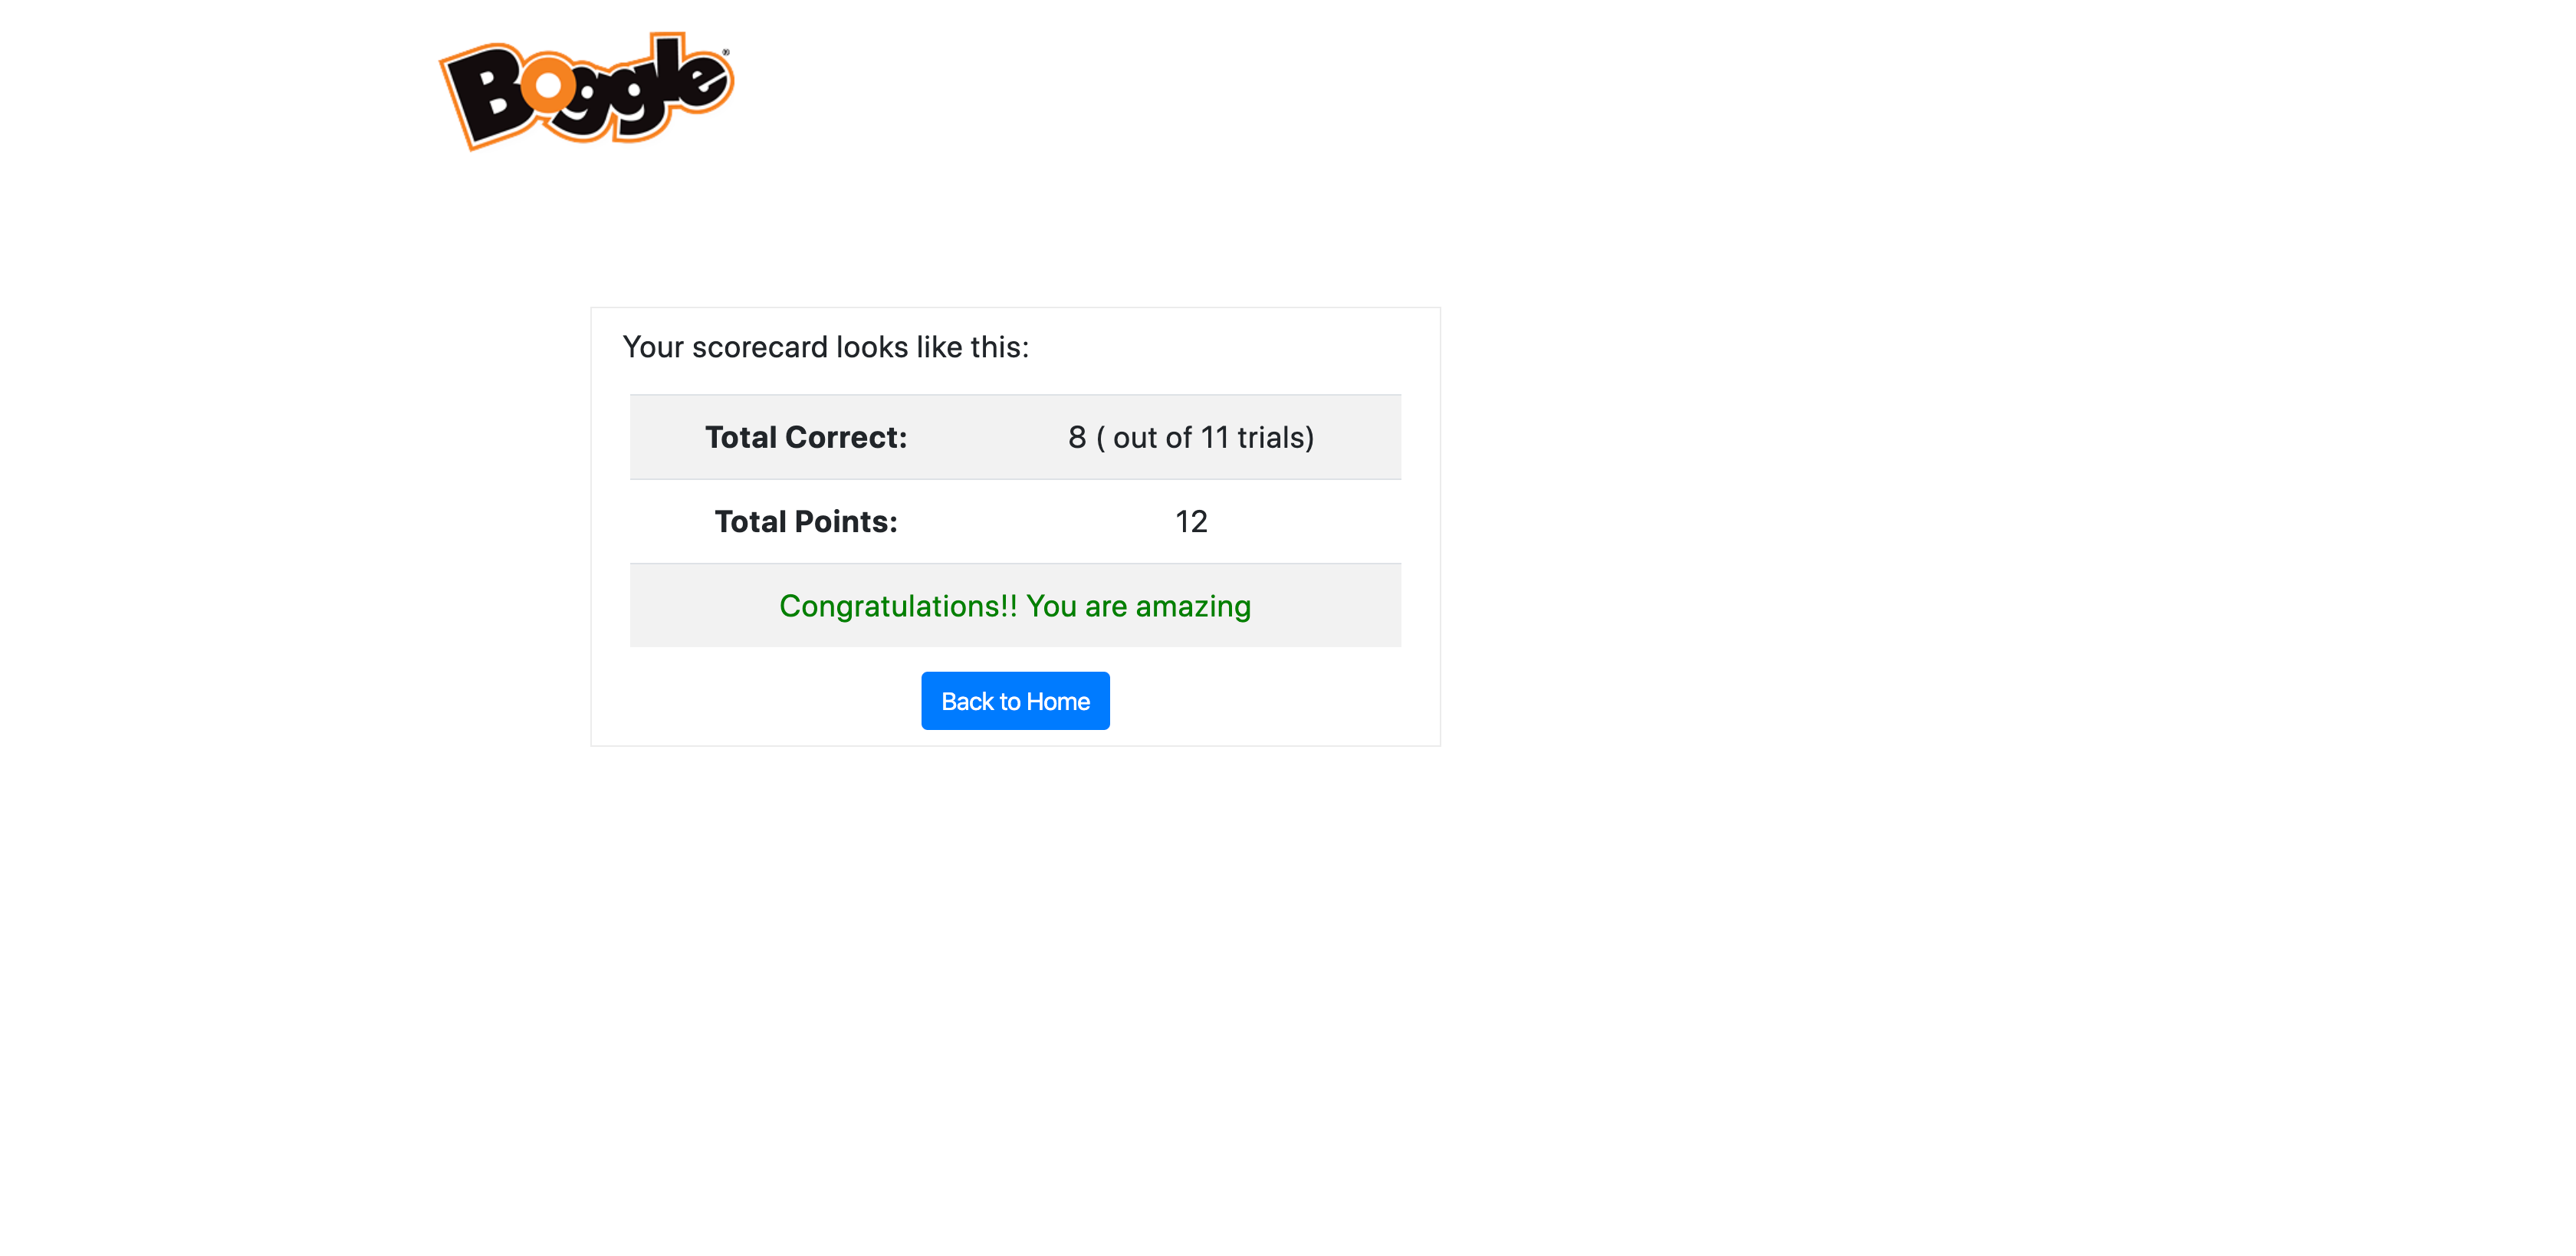 Boggle®
Your scorecard looks like this:
Total Correct: 8 ( out of 11 trials)
Total Points: 12
Congratulations!! You are amazing
Back to Home